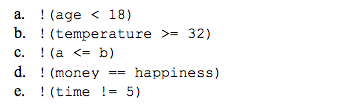 a. !(age < 18)
b. !(temperature >= 32)
c. !(a <= b)
d. !(money == happiness)
e. !(time != 5)